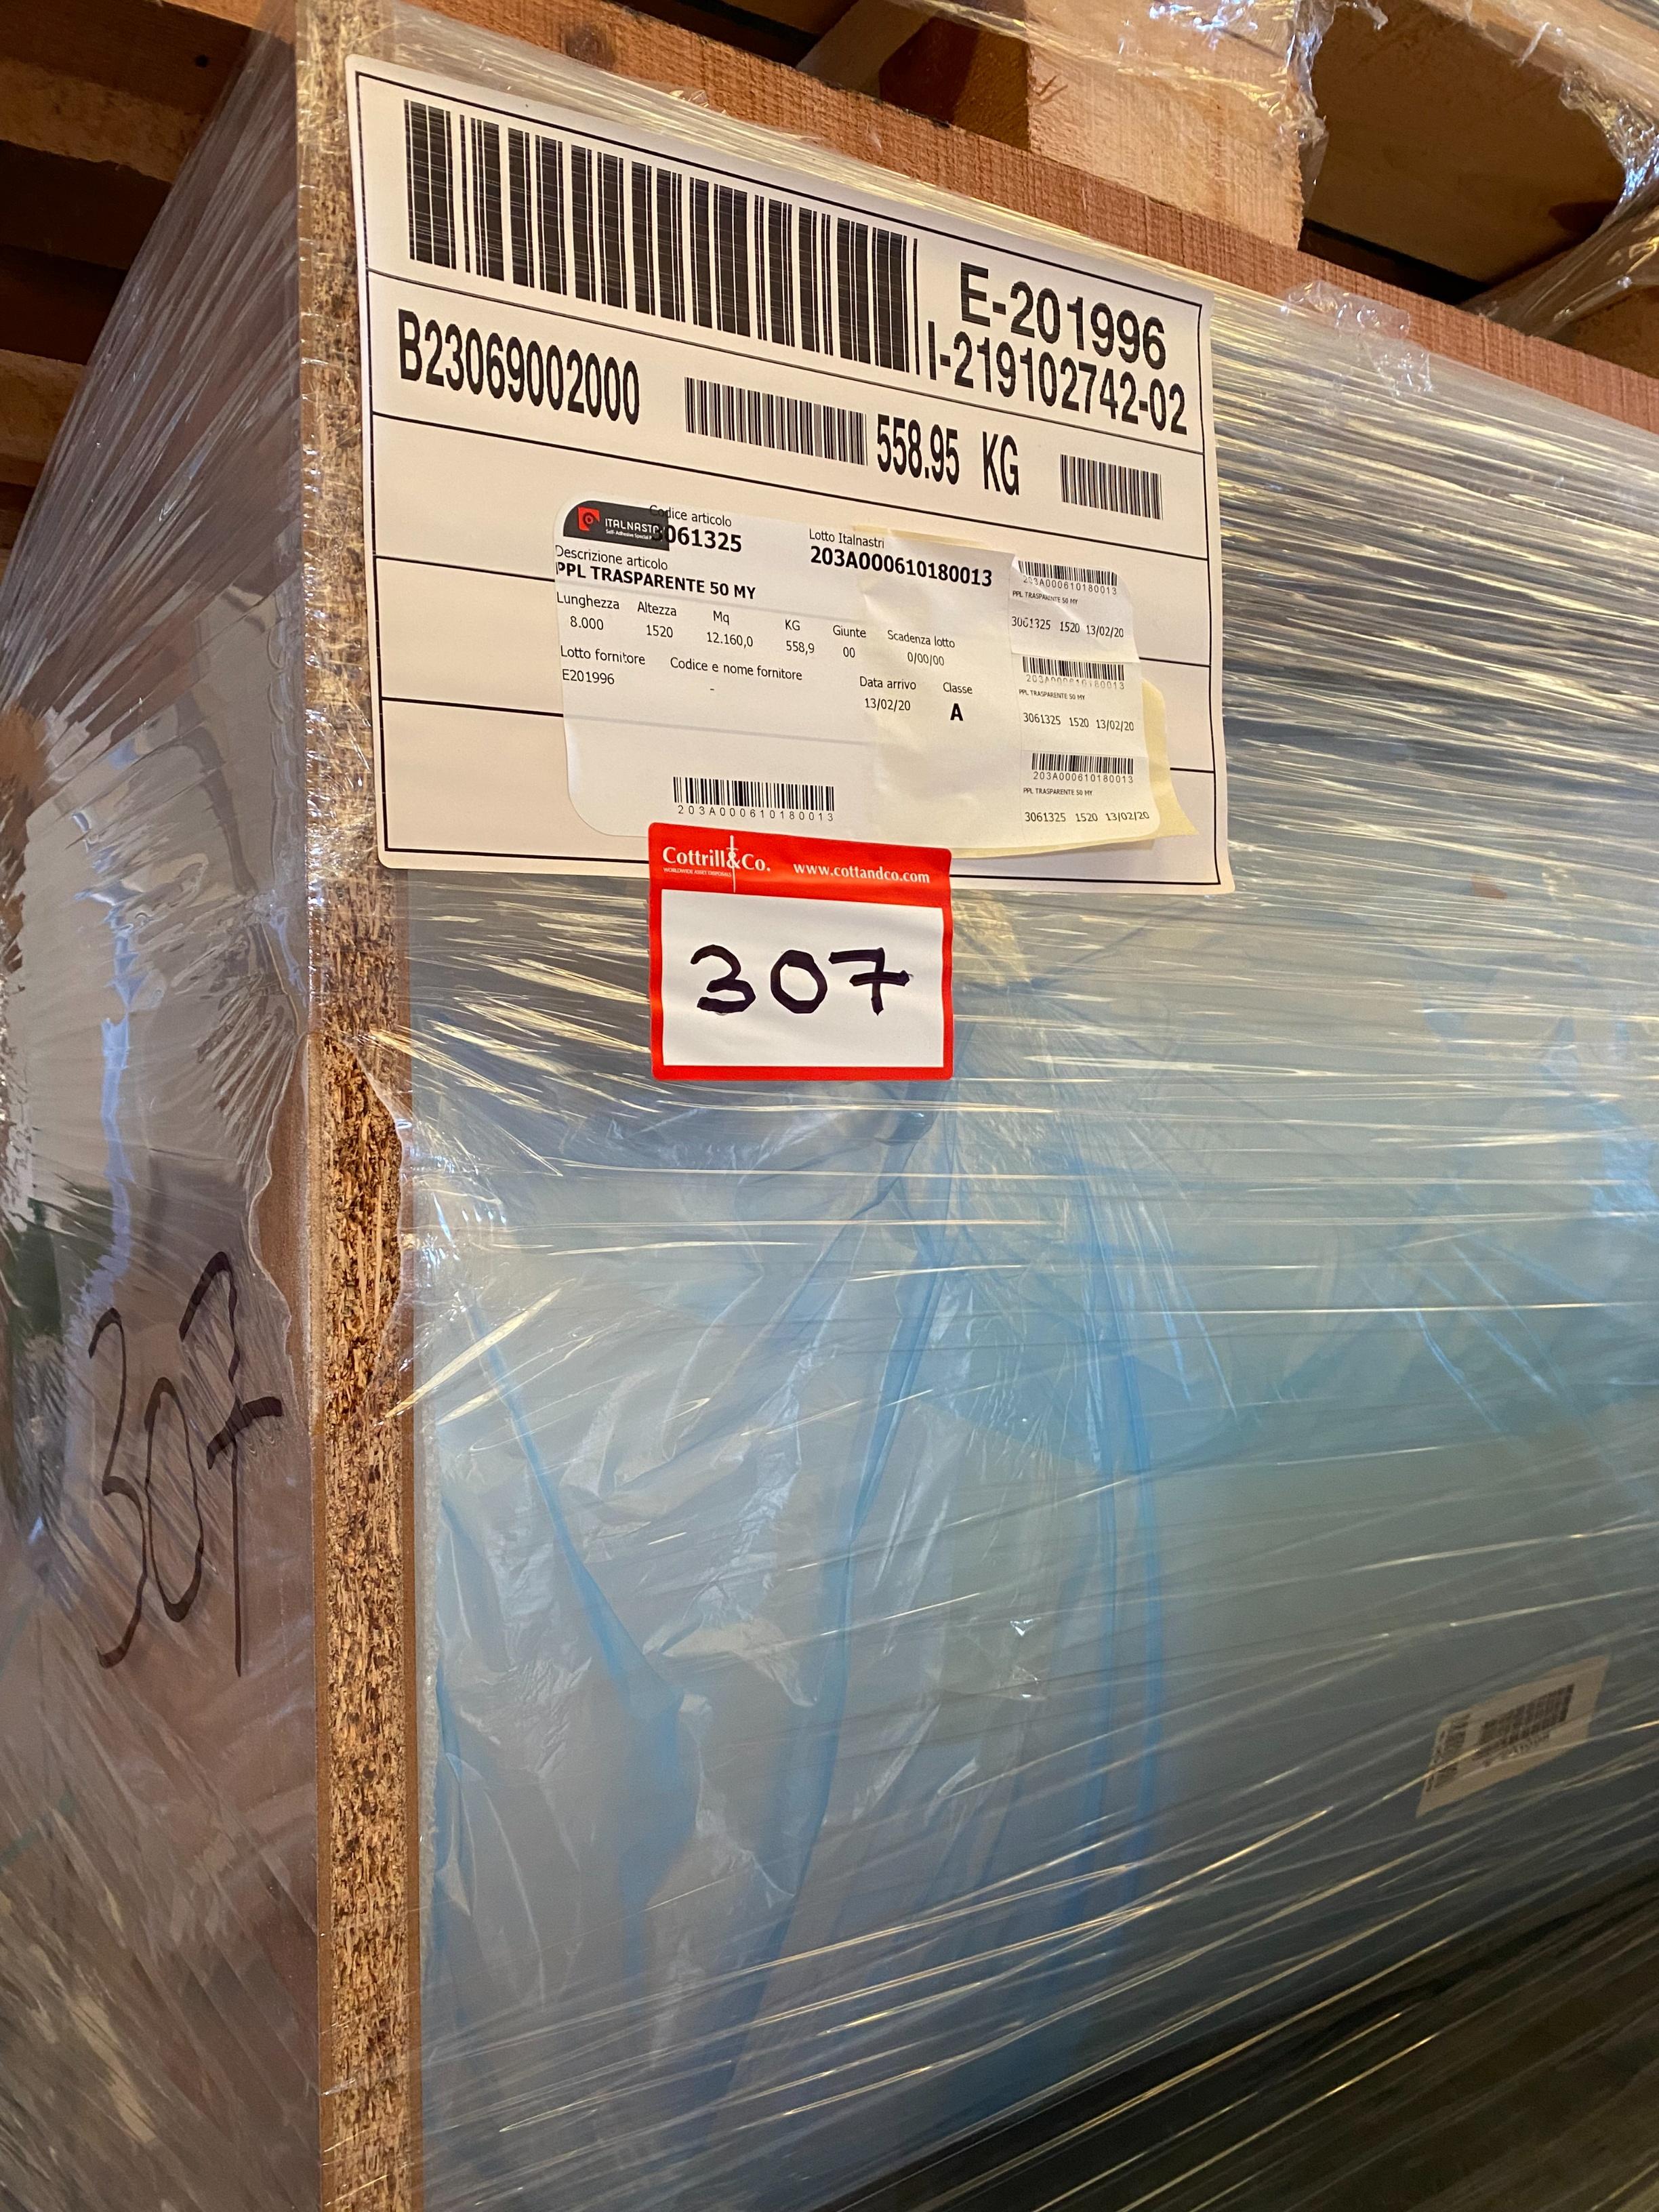 E-201996
I-219102742-02
B23069002000
558.95 KG
ITALNASTRI
Codice articolo
3061325
Lotto Italnastri
203A000610180013
Descrizione articolo
PPL TRASPARENTE 50 MY
Lunghezza Altezza Mq KG Giunte Scadenza lotto
8.000 1520 12.160,0 558,9 00 0/00/00
Lotto fornitore Codice e nome fornitore Data arrivo Classe
E201996 - 13/02/20 A
203A000610180013
203A000610180013
PPL TRASPARENTE 50 MY
3061325 1520 13/02/20
203A000610180013
PPL TRASPARENTE 50 MY
3061325 1520 13/02/20
203A000610180013
PPL TRASPARENTE 50 MY
3061325 1520 13/02/20
Cottrill&Co. www.cottandco.com
WORLDWIDE ASSET DISPOSALS
307
307